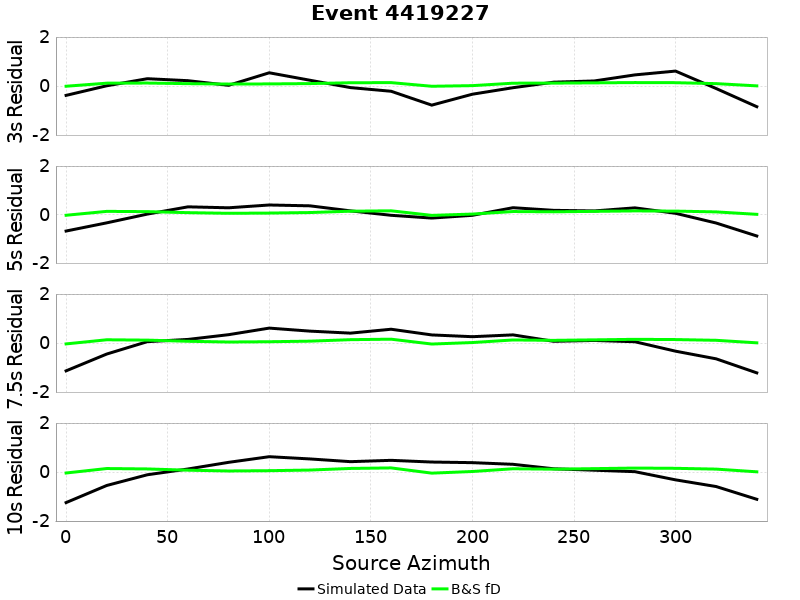 Event 4419227
3s Residual
2
0
-2
5s Residual
2
0
-2
7.5s Residual
2
0
-2
10s Residual
2
0
-2
0 50 100 150 200 250 300
Source Azimuth
Simulated Data B&S fD